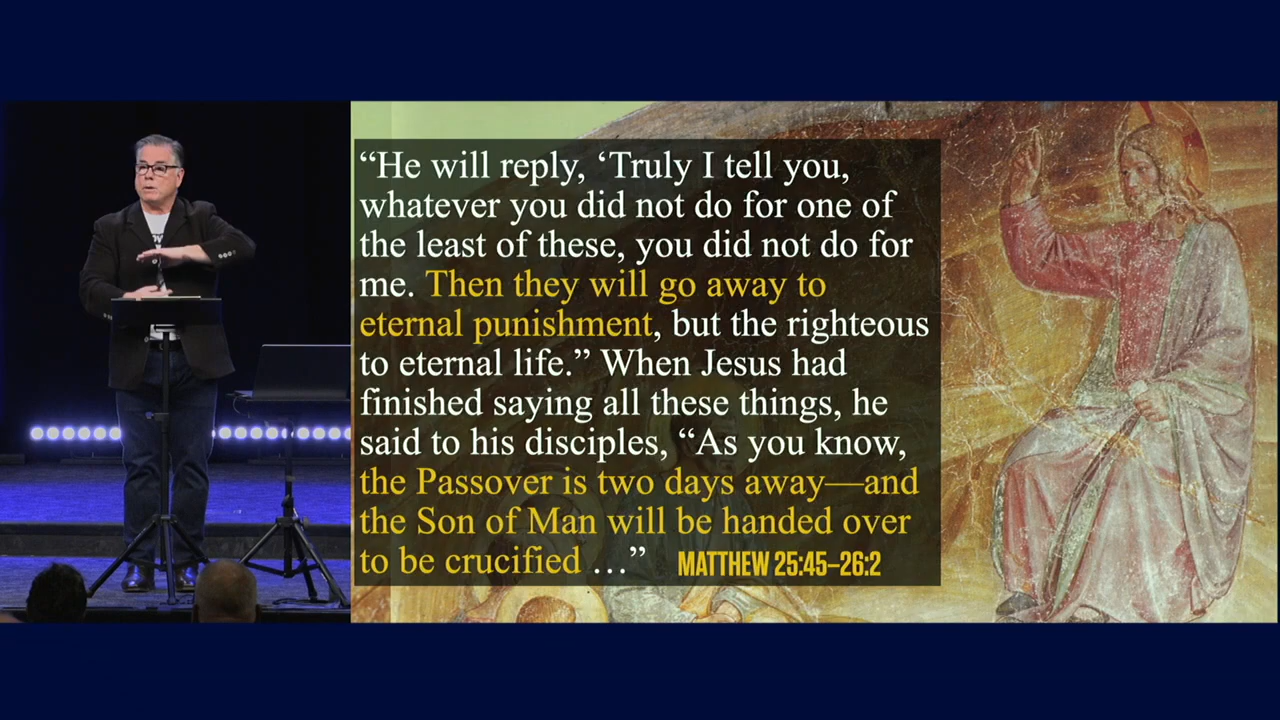 “He will reply, ‘Truly I tell you,
whatever you did not do for one of
the least of these, you did not do for
me. Then they will go away to
eternal punishment, but the righteous
to eternal life.” When Jesus had
finished saying all these things, he
said to his disciples, “As you know,
the Passover is two days away—and
the Son of Man will be handed over
to be crucified …” MATTHEW 25:45–26:2